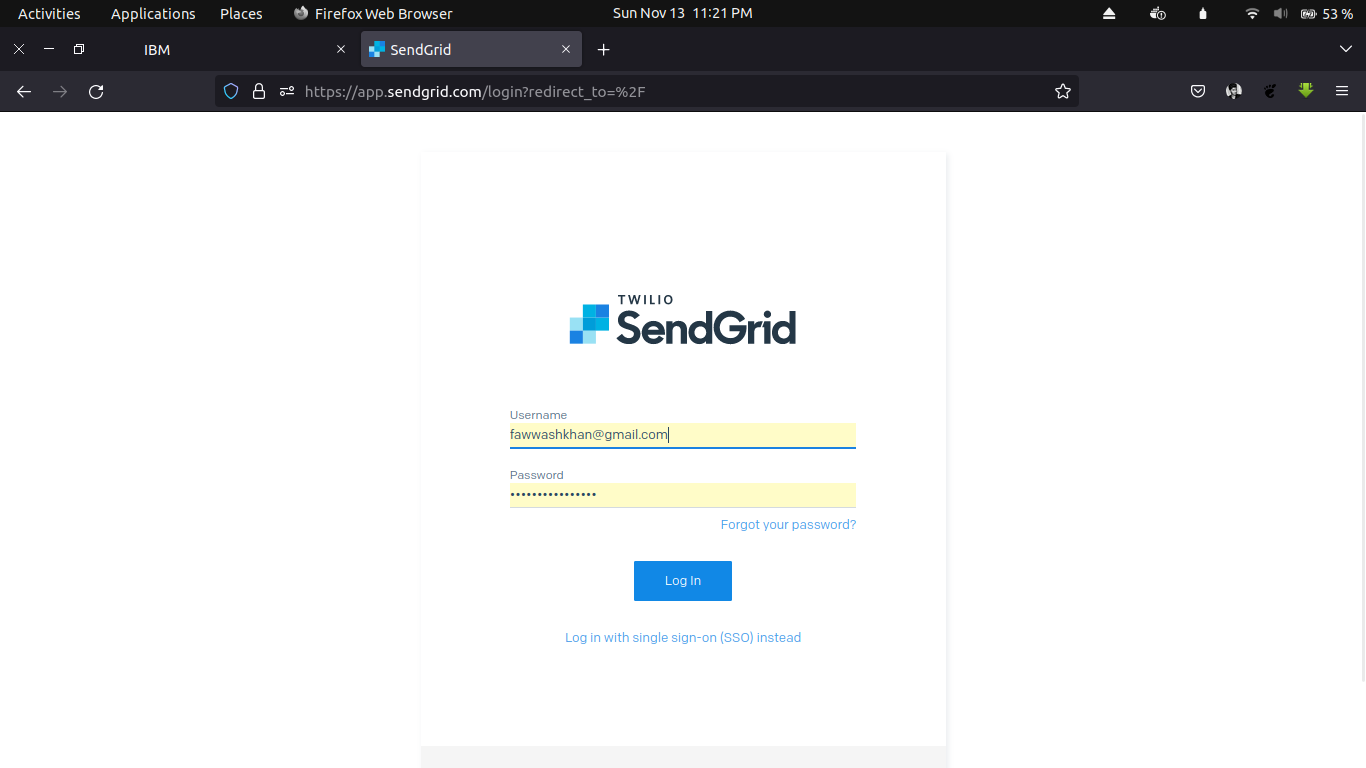 Activities Applications Places Firefox Web Browser Sun Nov 13 11:21 PM 53 %
IBM SendGrid
https://app.sendgrid.com/login?redirect_to=%2F
TWILIO
SendGrid
Username
fawwashkhan@gmail.com
Password
••••••••••••••••
Forgot your password?
Log In
Log in with single sign-on (SSO) instead